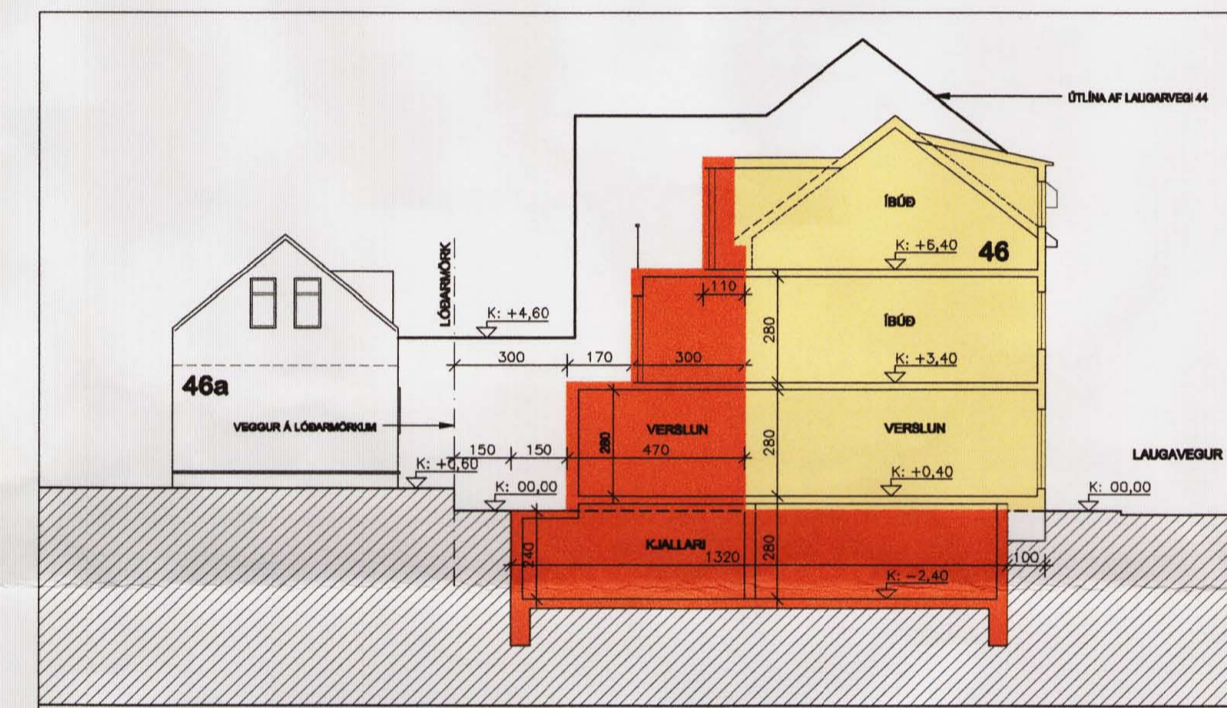 ÚTLÍNA AF LAUGARVEGI 44
ÍBÚÐ
K: +6,40
46
LÓÐARMÖRK
110
K: +4,60
ÍBÚÐ
280
K: +3,40
300
170
300
46a
VEGGUR Á LÓÐARMÖRKUM
VERSLUN
280
280
VERSLUN
LAUGAVEGUR
150
150
470
K: +0,60
K: +0,40
K: 00,00
K: 00,00
KJALLARI
240
1320
280
100
K: -2,40